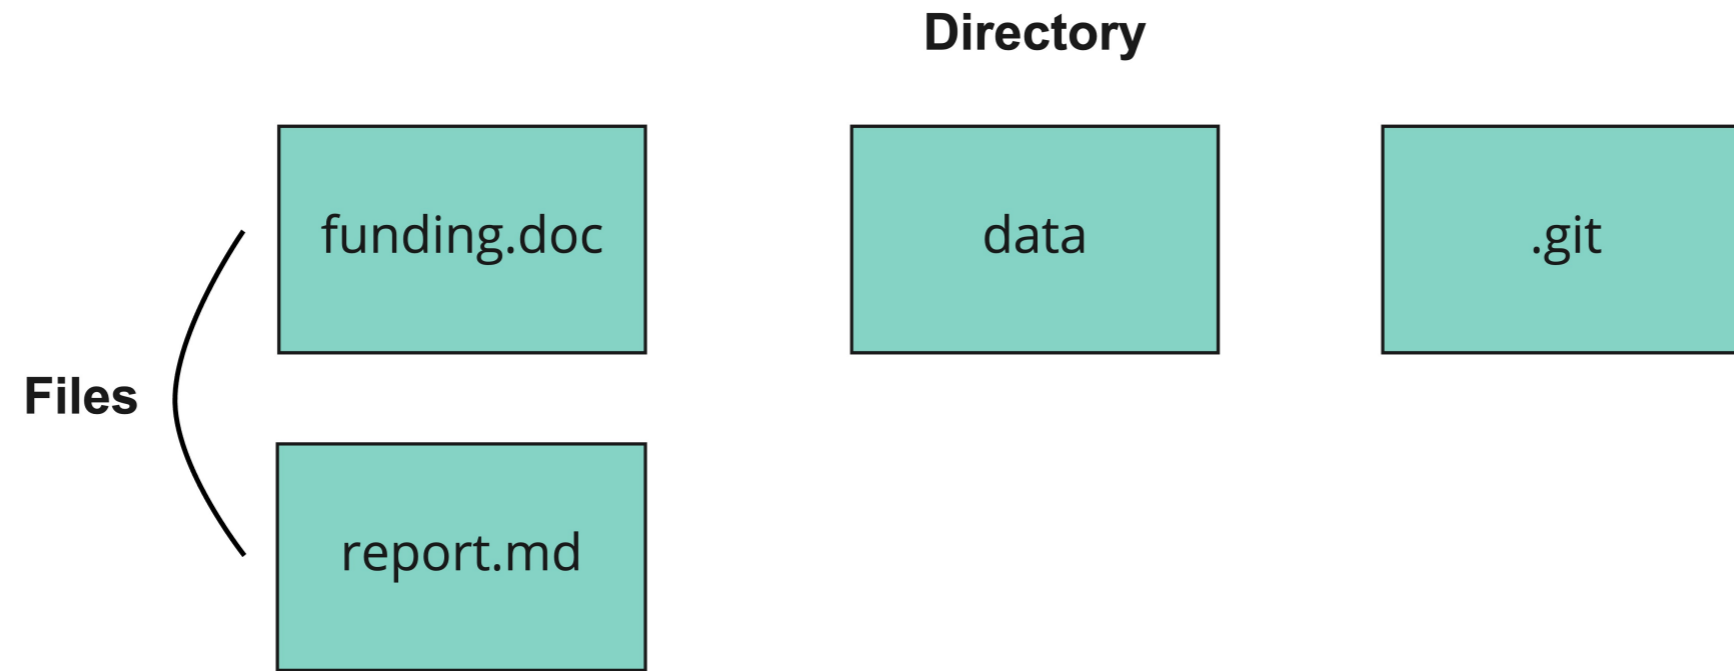 Directory
funding.doc
data
.git
Files
report.md